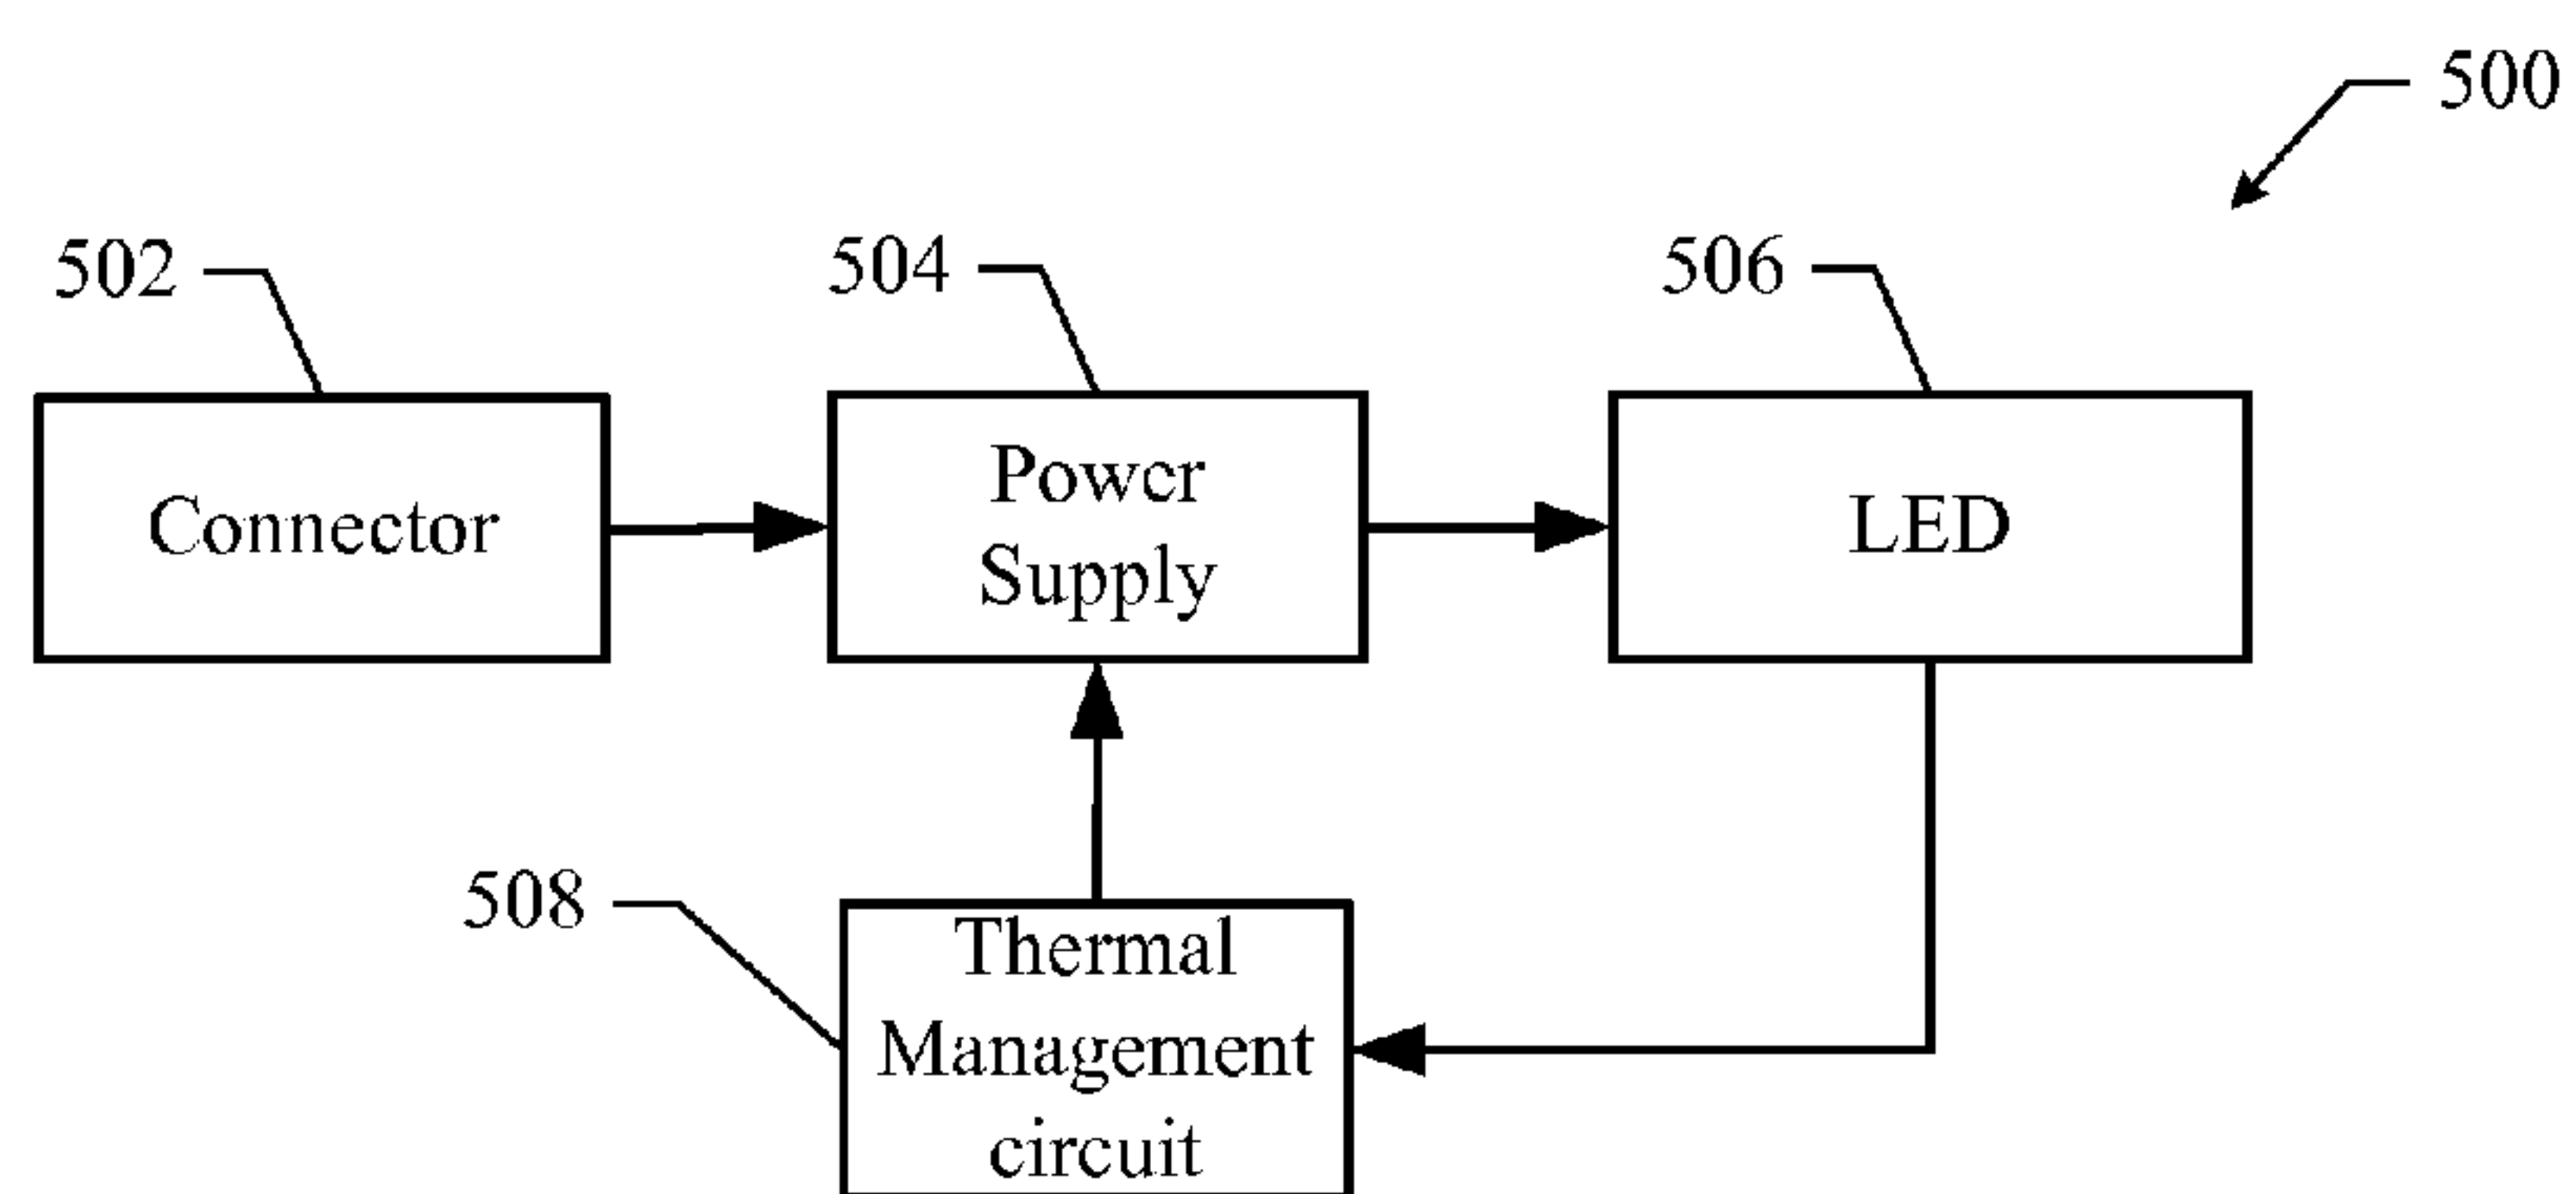 500
502
504
506
Connector
Power
Supply
LED
508
Thermal
Management
circuit